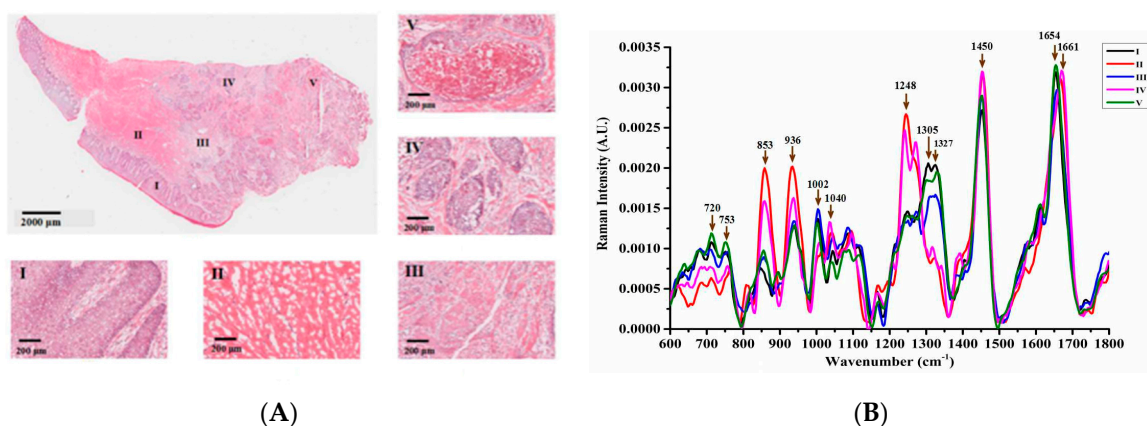 IV
V
II
III
I
2000 µm
V
200 µm
IV
200 µm
I
200 µm
II
200 µm
III
200 µm
(A)
B)
Raman Intensity (A.U.)
0.0035
0.0030
0.0025
0.0020
0.0015
0.0010
0.0005
0.0000
720
753
853
936
1002
1040
1248
1305
1327
1450
1654
1661
I
II
III
IV
V
600 700 800 900 1000 1100 1200 1300 1400 1500 1600 1700 1800
Wavenumber (cm⁻¹)
(B)